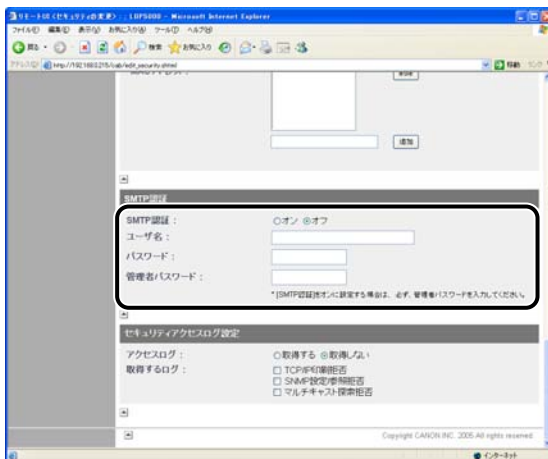 リモートUI <セキュリティの変更> : : LBP5000 - Microsoft Internet Explorer
ファイル(F) 編集(E) 表示(V) お気に入り(A) ツール(T) ヘルプ(H)
戻る 検索 お気に入り
アドレス(D) http://192.168.0.215/cab/edit_security.shtml 移動 リンク
削除
追加
SMTP認証
SMTP認証 : オン オフ
ユーザ名 :
パスワード :
管理者パスワード :
* [SMTP認証]をオンに設定する場合は、必ず、管理者パスワードを入力してください。
セキュリティアクセスログ設定
アクセスログ : 取得する 取得しない
取得するログ : TCP/IP印刷拒否
SNMP設定/参照拒否
マルチキャスト探索拒否
Copyright CANON INC. 2005 All rights reserved.
インターネット